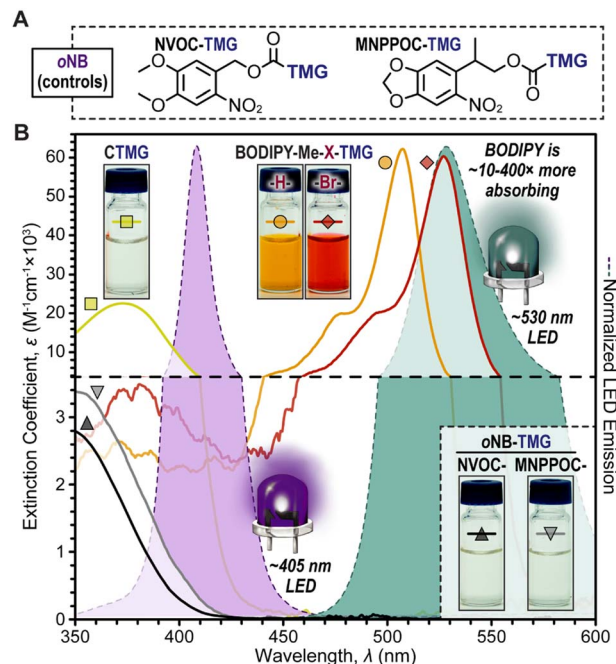 A
oNB
(controls)
NVOC-TMG
O
O
NO2
O
O
TMG
MNPPOC-TMG
O
O
NO2
O
O
TMG
B
CTMG
BODIPY-Me-X-TMG
-H-
-Br-
BODIPY is
~10-400× more
absorbing
~530 nm
LED
~405 nm
LED
oNB-TMG
NVOC-
MNPPOC-
Extinction Coefficient, ε (M-1cm-1×103)
60
50
40
30
20
10
3
2
1
0
350
400
450
500
550
600
Wavelength, λ (nm)
Normalized LED Emission